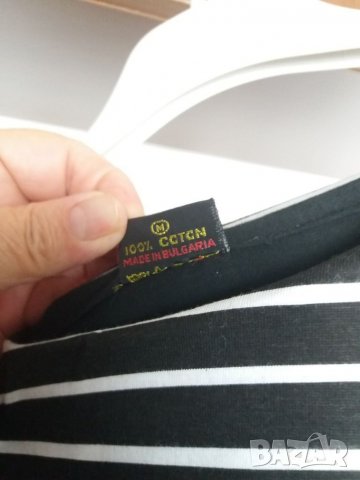 M
100% COTCN
MADE IN BULGARIA
BAZAR